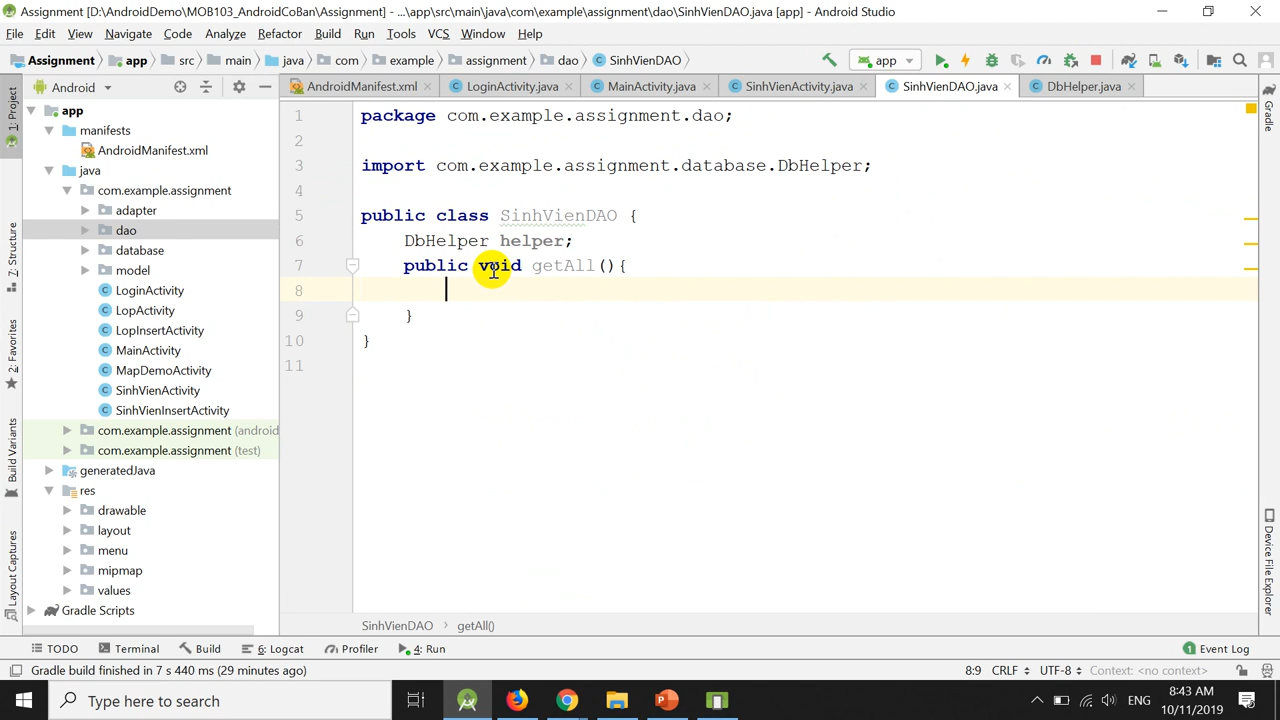 Assignment [D:\AndroidDemo\MOB103_AndroidCoBan\Assignment] - ...\app\src\main\java\com\example\assignment\dao\SinhVienDAO.java [app] - Android Studio
File Edit View Navigate Code Analyze Refactor Build Run Tools VCS Window Help
Assignment app src main java com example assignment dao SinhVienDAO app
Android AndroidManifest.xml LoginActivity.java MainActivity.java SinhVienActivity.java SinhVienDAO.java DbHelper.java
1: Project
Z: Structure
2: Favorites
Build Variants
Layout Captures
app
manifests
AndroidManifest.xml
java
com.example.assignment
adapter
dao
database
model
LoginActivity
LopActivity
LopInsertActivity
MainActivity
MapDemoActivity
SinhVienActivity
SinhVienInsertActivity
com.example.assignment (android
com.example.assignment (test)
generatedJava
res
drawable
layout
menu
mipmap
values
Gradle Scripts
1 package com.example.assignment.dao;
2
3 import com.example.assignment.database.DbHelper;
4
5 public class SinhVienDAO {
6 DbHelper helper;
7 public void getAll(){
8
9 }
10 }
11
Gradle
Device File Explorer
SinhVienDAO getAll()
TODO Terminal Build 6: Logcat Profiler 4: Run 1 Event Log
Gradle build finished in 7 s 440 ms (29 minutes ago) 8:9 CRLF UTF-8 Context: <no context>
Type here to search ENG 8:43 AM
10/11/2019